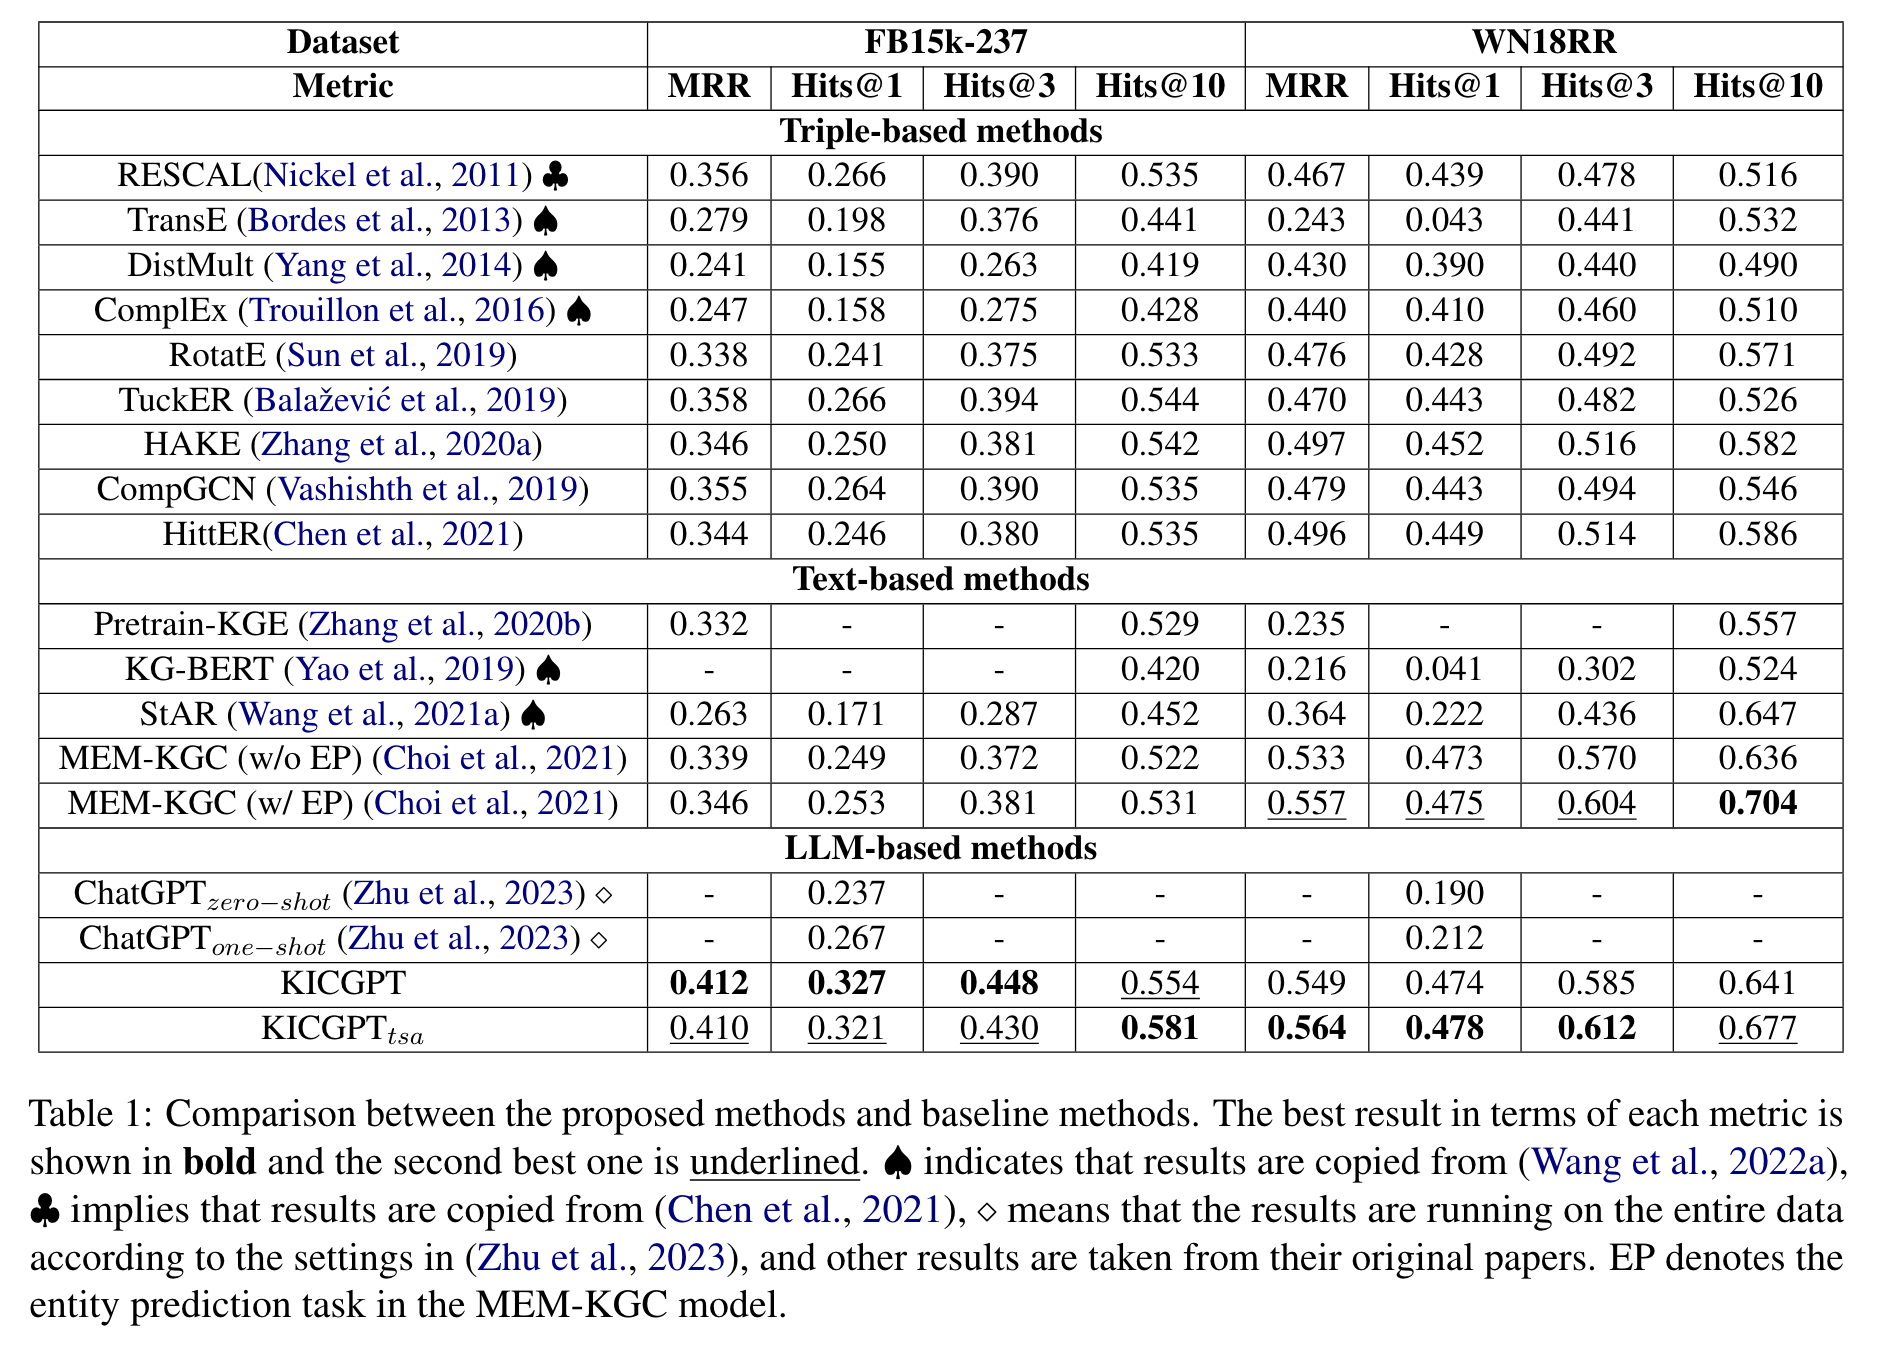 Dataset FB15k-237 WN18RR
Metric MRR Hits@1 Hits@3 Hits@10 MRR Hits@1 Hits@3 Hits@10
Triple-based methods
RESCAL(Nickel et al., 2011) ♣ 0.356 0.266 0.390 0.535 0.467 0.439 0.478 0.516
TransE (Bordes et al., 2013) ♠ 0.279 0.198 0.376 0.441 0.243 0.043 0.441 0.532
DistMult (Yang et al., 2014) ♠ 0.241 0.155 0.263 0.419 0.430 0.390 0.440 0.490
ComplEx (Trouillon et al., 2016) ♠ 0.247 0.158 0.275 0.428 0.440 0.410 0.460 0.510
RotatE (Sun et al., 2019) 0.338 0.241 0.375 0.533 0.476 0.428 0.492 0.571
TuckER (Balažević et al., 2019) 0.358 0.266 0.394 0.544 0.470 0.443 0.482 0.526
HAKE (Zhang et al., 2020a) 0.346 0.250 0.381 0.542 0.497 0.452 0.516 0.582
CompGCN (Vashishth et al., 2019) 0.355 0.264 0.390 0.535 0.479 0.443 0.494 0.546
HittER(Chen et al., 2021) 0.344 0.246 0.380 0.535 0.496 0.449 0.514 0.586
Text-based methods
Pretrain-KGE (Zhang et al., 2020b) 0.332 - - 0.529 0.235 - - 0.557
KG-BERT (Yao et al., 2019) ♠ - - - 0.420 0.216 0.041 0.302 0.524
StAR (Wang et al., 2021a) ♠ 0.263 0.171 0.287 0.452 0.364 0.222 0.436 0.647
MEM-KGC (w/o EP) (Choi et al., 2021) 0.339 0.249 0.372 0.522 0.533 0.473 0.570 0.636
MEM-KGC (w/ EP) (Choi et al., 2021) 0.346 0.253 0.381 0.531 0.557 0.475 0.604 0.704
LLM-based methods
ChatGPT zero−shot (Zhu et al., 2023) ⋄ - 0.237 - - - 0.190 - -
ChatGPT one−shot (Zhu et al., 2023) ⋄ - 0.267 - - - 0.212 - -
KICGPT 0.412 0.327 0.448 0.554 0.549 0.474 0.585 0.641
KICGPT tsa 0.410 0.321 0.430 0.581 0.564 0.478 0.612 0.677
Table 1: Comparison between the proposed methods and baseline methods. The best result in terms of each metric is
shown in bold and the second best one is underlined. ♠ indicates that results are copied from (Wang et al., 2022a),
♣ implies that results are copied from (Chen et al., 2021), ⋄ means that the results are running on the entire data
according to the settings in (Zhu et al., 2023), and other results are taken from their original papers. EP denotes the
entity prediction task in the MEM-KGC model.